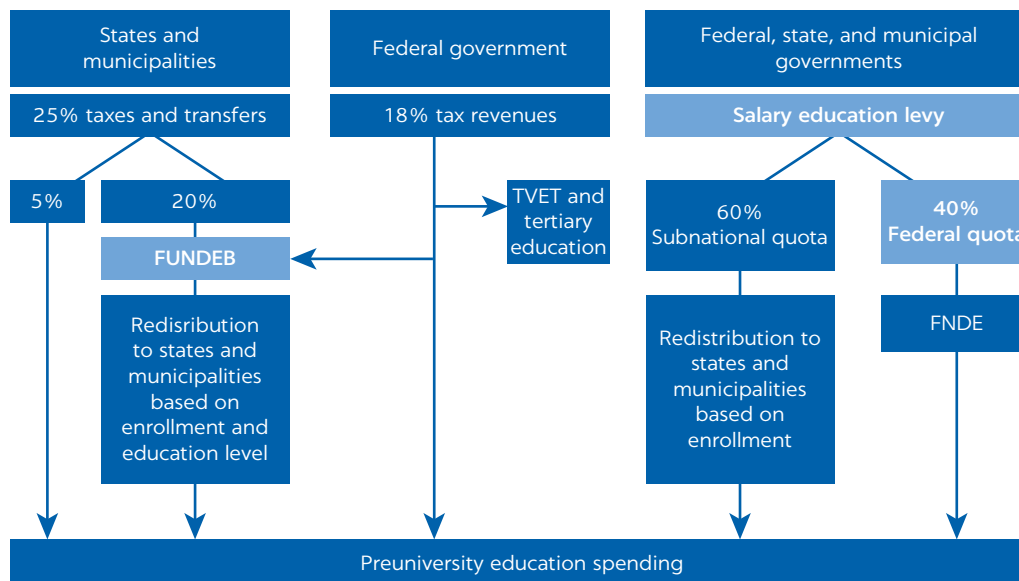 States and
municipalities
Federal government
Federal, state, and municipal
governments
25% taxes and transfers
18% tax revenues
Salary education levy
5%
20%
TVET and
tertiary
education
60%
Subnational quota
40%
Federal quota
FUNDEB
Redisribution
to states and
municipalities
based on
enrollment and
education level
Redistribution to
states and
municipalities
based on
enrollment
FNDE
Preuniversity education spending